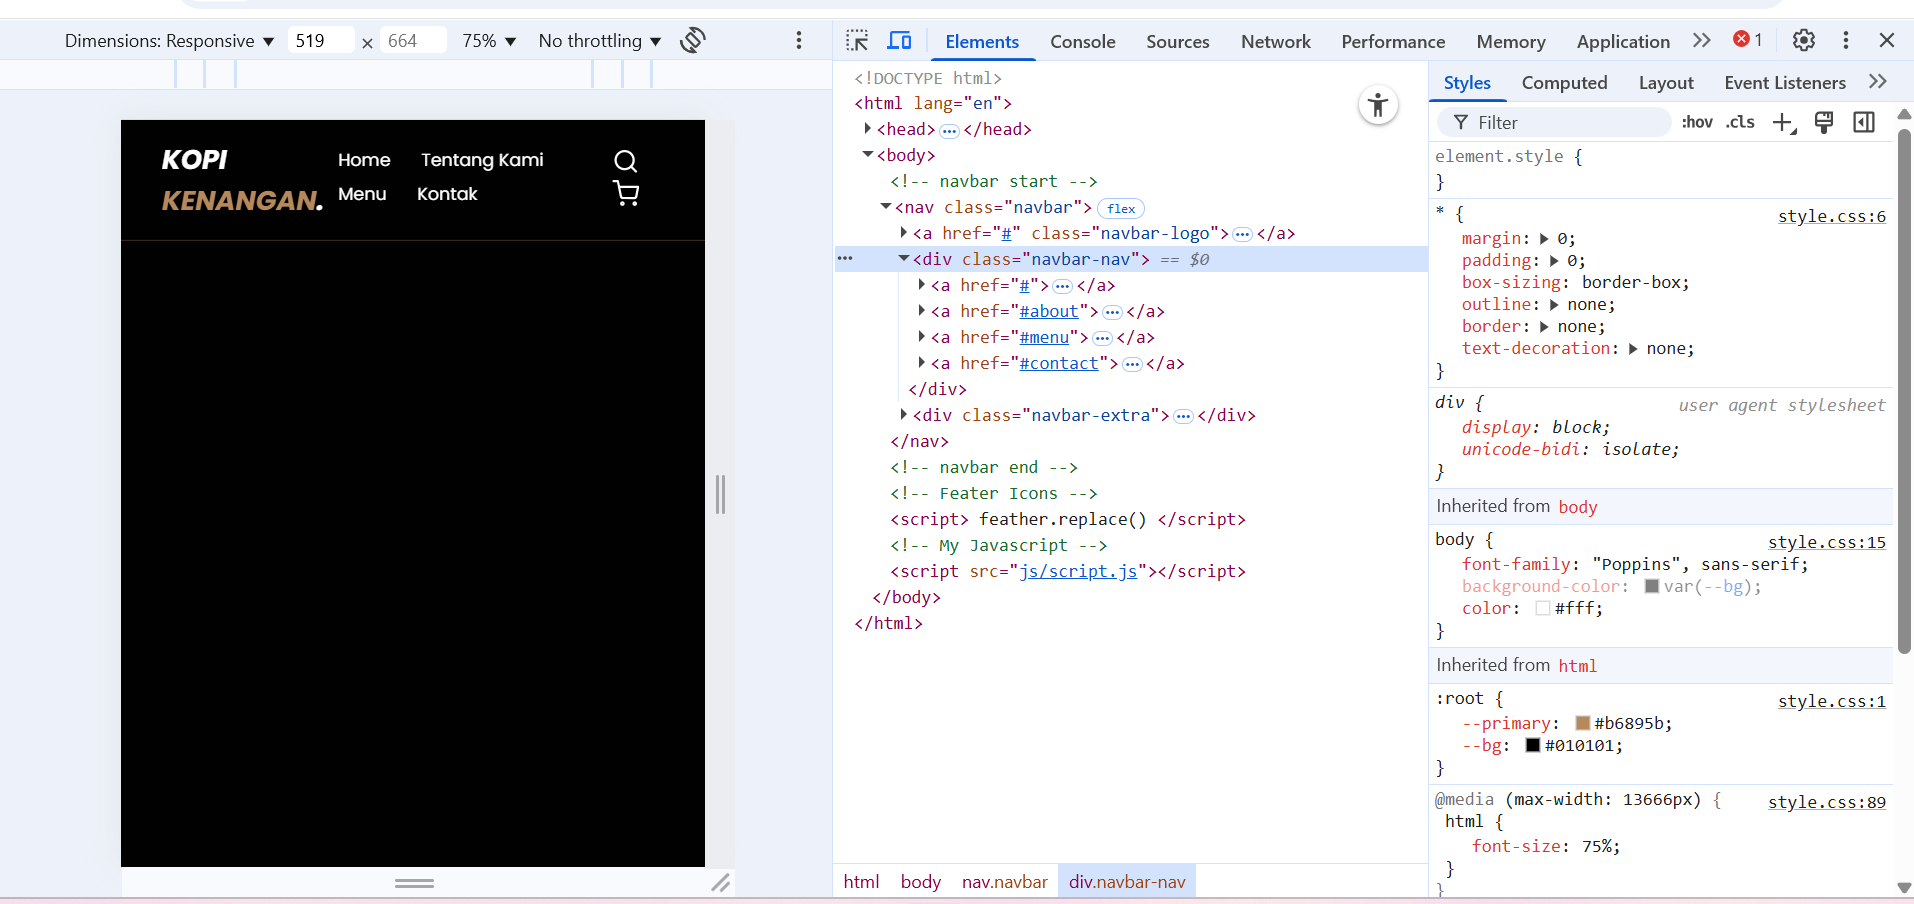 Dimensions: Responsive ▼ 519 × 664 75% ▼ No throttling ▼
Elements Console Sources Network Performance Memory Application 1
KOPI
KENANGAN.
Home Tentang Kami
Menu Kontak
<!DOCTYPE html>
<html lang="en">
<head> ... </head>
<body>
<!-- navbar start -->
<nav class="navbar"> flex
<a href="#" class="navbar-logo"> ... </a>
... <div class="navbar-nav"> == $0
<a href="#"> ... </a>
<a href="#about"> ... </a>
<a href="#menu"> ... </a>
<a href="#contact"> ... </a>
</div>
<div class="navbar-extra"> ... </div>
</nav>
<!-- navbar end -->
<!-- Feater Icons -->
<script> feather.replace() </script>
<!-- My Javascript -->
<script src="js/script.js"></script>
</body>
</html>
html body nav.navbar div.navbar-nav
Styles Computed Layout Event Listeners
Filter :hov .cls
element.style {
}
* { style.css:6
margin: 0;
padding: 0;
box-sizing: border-box;
outline: none;
border: none;
text-decoration: none;
}
div { user agent stylesheet
display: block;
unicode-bidi: isolate;
}
Inherited from body
body { style.css:15
font-family: "Poppins", sans-serif;
background-color: var(--bg);
color: #fff;
}
Inherited from html
:root { style.css:1
--primary: #b6895b;
--bg: #010101;
}
@media (max-width: 13666px) { style.css:89
html {
font-size: 75%;
}
}